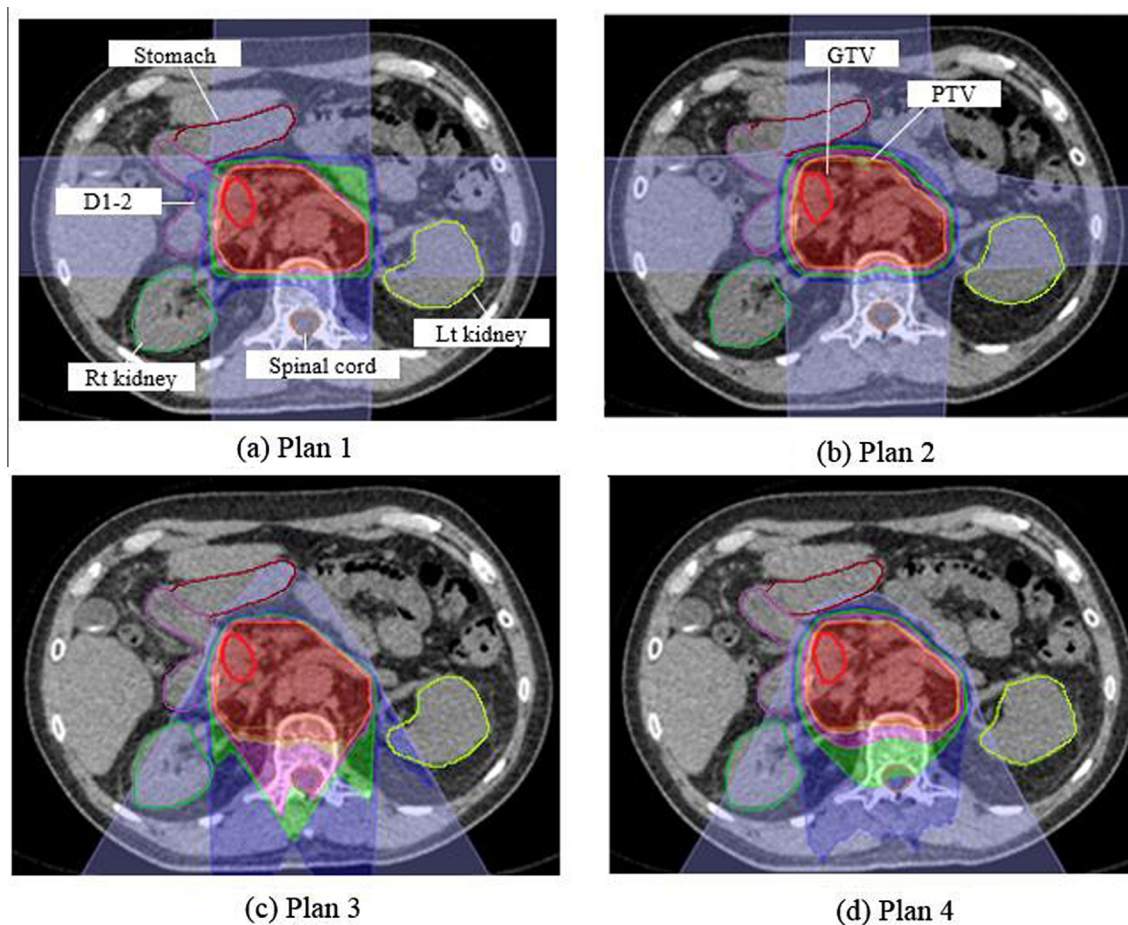 Stomach
D1-2
Rt kidney
Spinal cord
Lt kidney
(a) Plan 1
GTV
PTV
(b) Plan 2
(c) Plan 3
(d) Plan 4